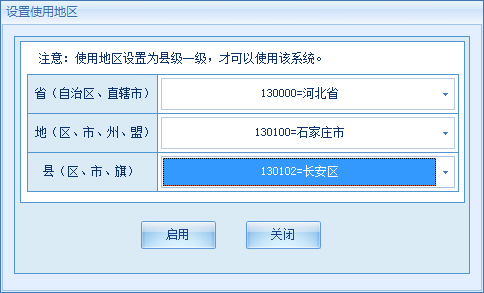 设置使用地区
注意：使用地区设置为县级一级，才可以使用该系统。
省（自治区、直辖市） 130000=河北省
地（区、市、州、盟） 130100=石家庄市
县（区、市、旗） 130102=长安区
启用 关闭